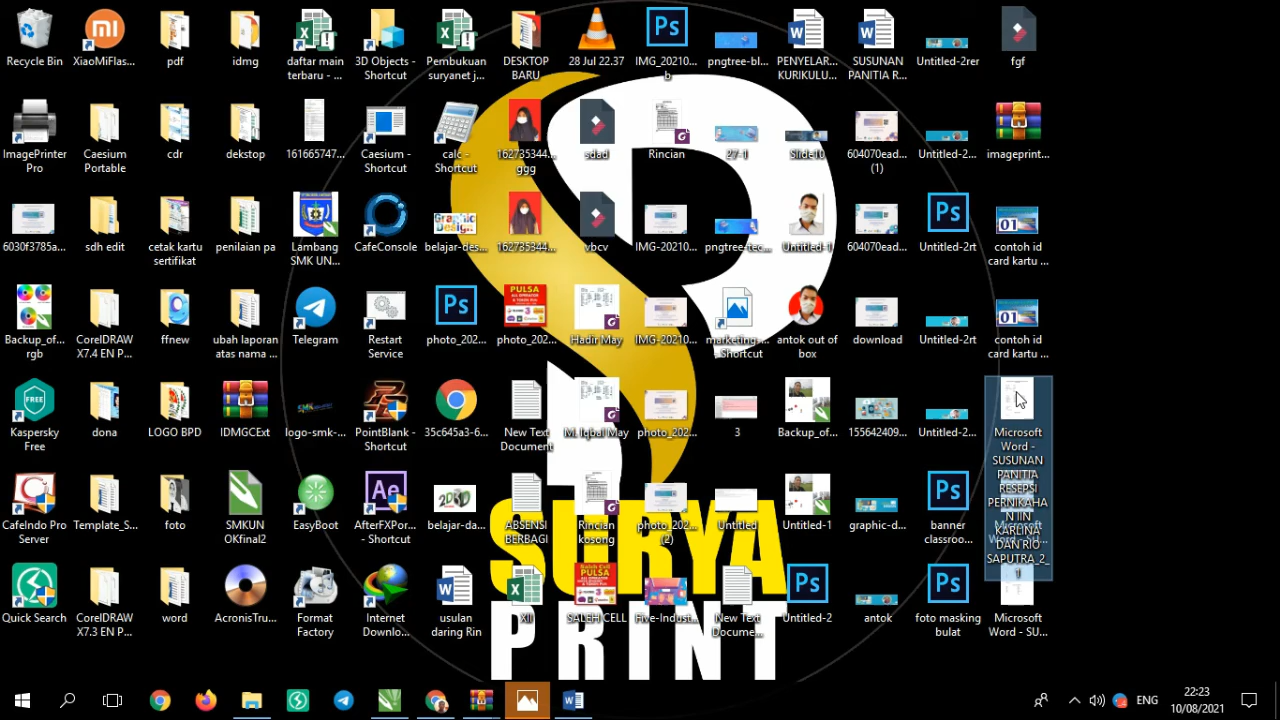 Recycle Bin
XiaoMiFlas...
pdf
idmg
daftar main
terbaru - ...
3D Objects -
Shortcut
Pembukuan
suryanet j...
DESKTOP
BARU
28 Jul 22.37
IMG_20210...
b
pngtree-bl...
PENYELAR...
KURIKULU...
SUSUNAN
PANITIA R...
Untitled-2rer
fgf
ImagePrinter
Pro
Caesium
Portable
cdr
dekstop
161665747...
Caesium -
Shortcut
calc -
Shortcut
162735344...
ggg
sdad
Rincian
27-1
Slide10
604070ead...
(1)
Untitled-2...
imageprint...
6030f3785a...
sdh edit
cetak kartu
sertifikat
penilaian pa
Lambang
SMK UN...
CafeConsole
belajar-des...
162735344...
vbcv
IMG-20210...
pngtree-tec...
Untitled-1
604070ead...
Untitled-2rt
contoh id
card kartu ...
Backup_of...
rgb
CorelDRAW
X7.4 EN P...
ffnew
ubah laporan
atas nama ...
Telegram
Restart
Service
photo_202...
photo_202...
Hadir May
IMG-20210...
marketing-...
Shortcut
antok out of
box
download
Untitled-2rt
contoh id
card kartu ...
Kaspersky
Free
dona
LOGO BPD
IDMGCExt
logo-smk-...
PointBlank -
Shortcut
35c645a3-6...
New Text
Document
M. Iqbal May
photo_202...
3
Backup_of...
155642409...
Untitled-2...
Microsoft
Word -
SUSUNAN
PANITIA
RESEPSI
PERNIKAHA
N TIN
KARLINA
DAN RIO
SAPUTRA_2_
CafeIndo Pro
Server
Template_S...
foto
SMKUN
OKfinal2
EasyBoot
AfterFXPor...
- Shortcut
belajar-da...
ABSENSI
BERBAGI
Rincian
kosong
photo_202...
(2)
Untitled
Untitled-1
graphic-d...
banner
classroo...
Quick Search
CorelDRAW
X7.3 EN P...
word
AcronisTru...
Format
Factory
Internet
Downlo...
usulan
daring Rin
XII
SALEH CELL
Five-Indust...
New Text
Docume...
Untitled-2
antok
foto masking
bulat
Microsoft
Word - SU...
SURYA
PRINT
ENG
22:23
10/08/2021